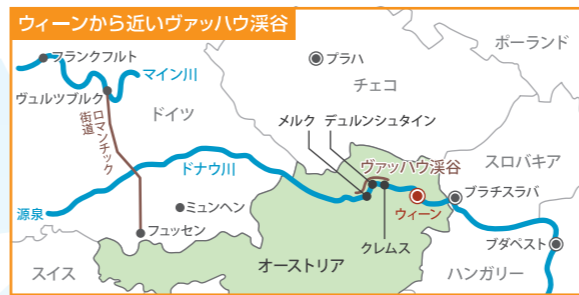 ウィーンから近いヴァッハウ渓谷
フランクフルト
マイン川
ヴュルツブルク
ロマンチック
街道
ドイツ
プラハ
チェコ
ポーランド
メルク
デュルンシュタイン
ヴァッハウ渓谷
スロバキア
ドナウ川
源泉
ミュンヘン
フュッセン
ウィーン
ブラチスラバ
クレムス
ブダペスト
スイス
オーストリア
ハンガリー